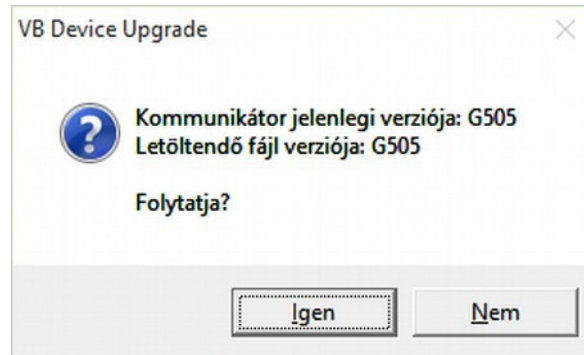 VB Device Upgrade
Kommunikátor jelenlegi verziója: G505
Letöltendő fájl verziója: G505
Folytatja?
Igen
Nem